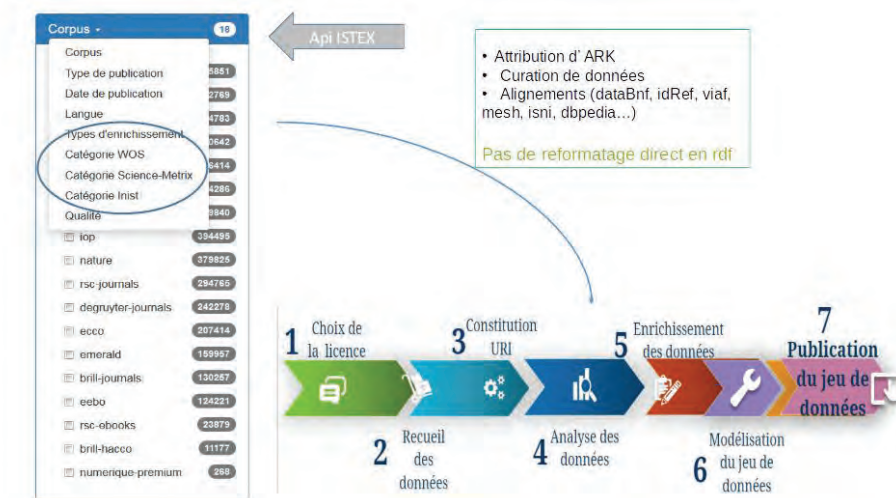 Corpus
18
Api ISTEX
Corpus
Type de publication
Date de publication
Langue
Types d'enrichissement
Catégorie WOS
Catégorie Science-Metrix
Catégorie Inist
Qualité
5851
2769
4783
0642
6414
4286
9840
iop 394495
nature 379825
rsc-journals 294765
degruyter-journals 242278
ecco 207414
emerald 159957
brill-journals 130257
eebo 124221
rsc-ebooks 23879
brill-hacco 11177
numerique-premium 268
• Attribution d' ARK
• Curation de données
• Alignements (dataBnf, idRef, viaf,
mesh, isni, dbpedia…)
Pas de reformatage direct en rdf
1 Choix de
la licence
2 Recueil
des
données
3 Constitution
URI
4 Analyse des
données
5 Enrichissement
des données
6 Modélisation
du jeu de
données
7
Publication
du jeu de
données